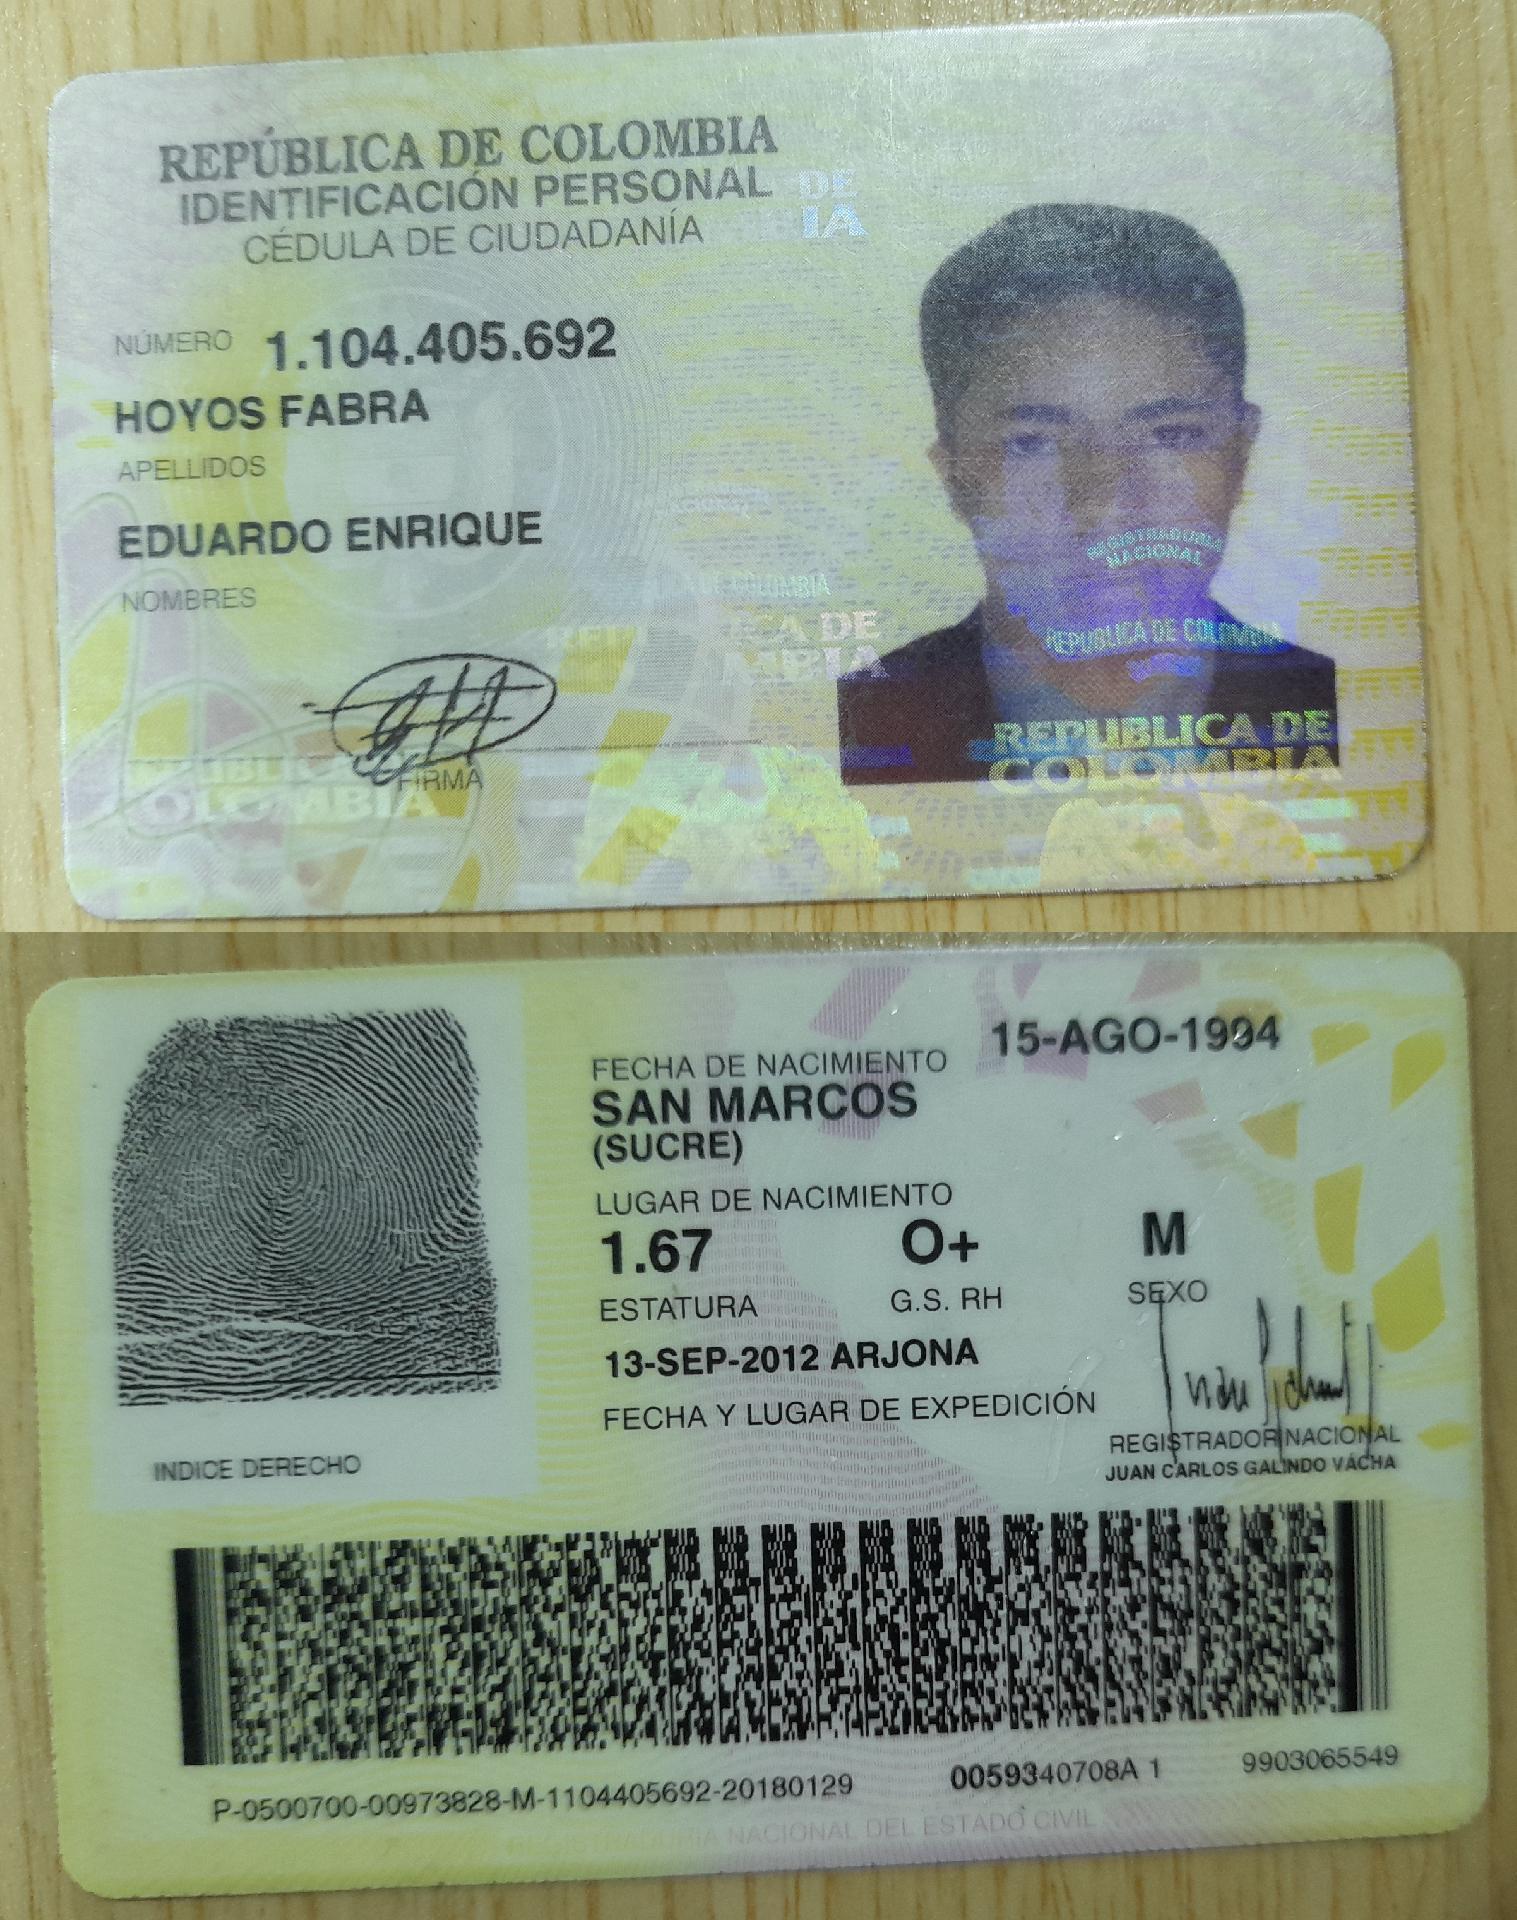 REPÚBLICA DE COLOMBIA
IDENTIFICACIÓN PERSONAL
CÉDULA DE CIUDADANÍA
NÚMERO 1.104.405.692
HOYOS FABRA
APELLIDOS
EDUARDO ENRIQUE
NOMBRES
FIRMA
REGISTRADURIA
NACIONAL
REPUBLICA DE COLOMBIA
REPUBLICA DE
COLOMBIA
15-AGO-1994
FECHA DE NACIMIENTO
SAN MARCOS
(SUCRE)
LUGAR DE NACIMIENTO
1.67 O+ M
ESTATURA G.S. RH SEXO
13-SEP-2012 ARJONA
FECHA Y LUGAR DE EXPEDICIÓN
REGISTRADOR NACIONAL
JUAN CARLOS GALINDO VÁCHA
INDICE DERECHO
P-0500700-00973828-M-1104405692-20180129 0059340708A 1 9903065549
REGISTRADURIA NACIONAL DEL ESTADO CIVIL